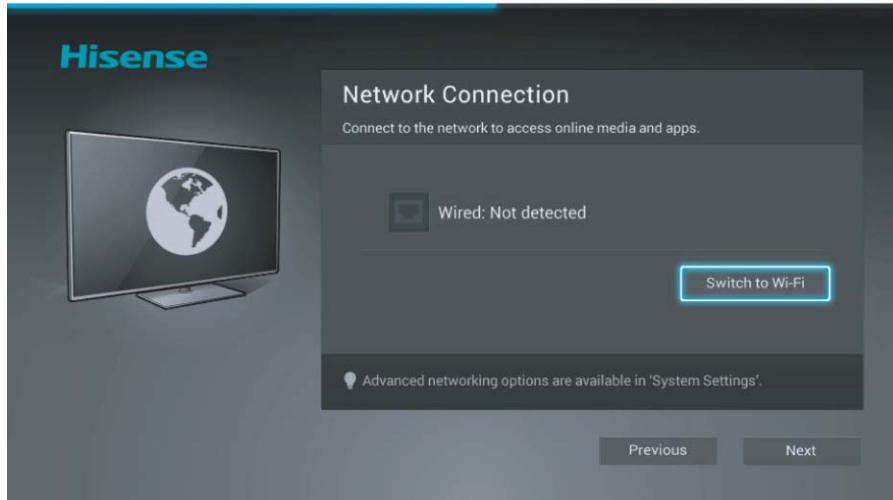 Hisense
Network Connection
Connect to the network to access online media and apps.
Wired: Not detected
Switch to Wi-Fi
Advanced networking options are available in 'System Settings'.
Previous
Next